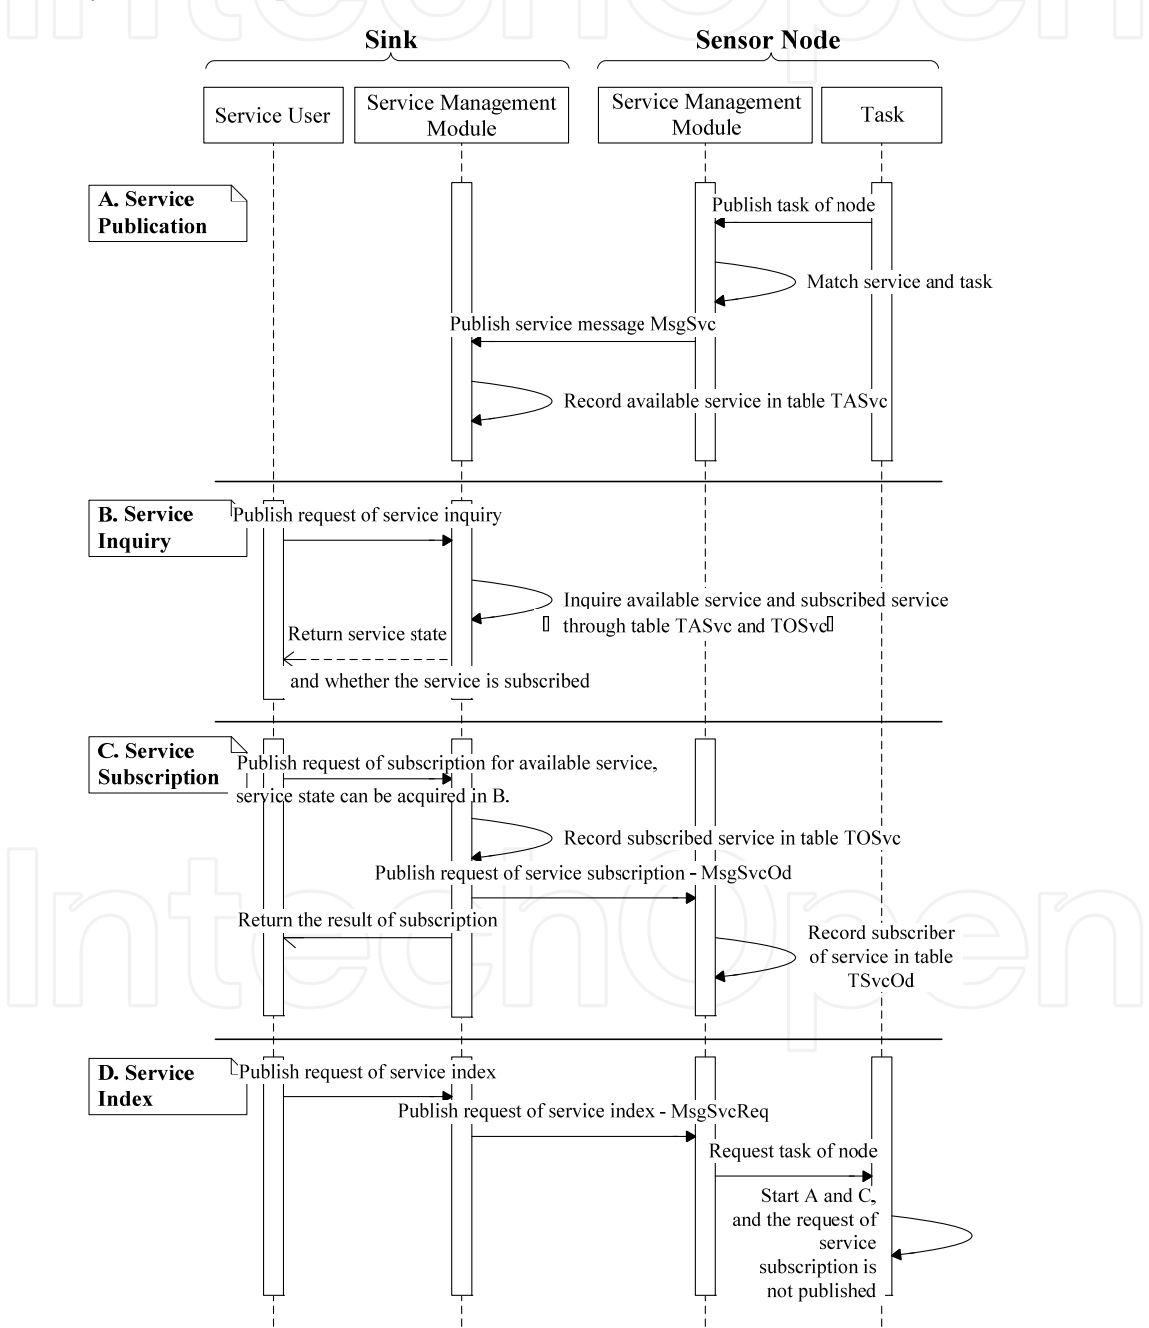 Sink
Sensor Node
Service User
Service Management
Module
Service Management
Module
Task
A. Service
Publication
Publish task of node
Match service and task
Publish service message MsgSvc
Record available service in table TASvc
B. Service
Inquiry
Publish request of service inquiry
Inquire available service and subscribed service
through table TASvc and TOSvc
Return service state
and whether the service is subscribed
C. Service
Subscription
Publish request of subscription for available service,
service state can be acquired in B.
Record subscribed service in table TOSvc
Publish request of service subscription - MsgSvcOd
Return the result of subscription
Record subscriber
of service in table
TSvcOd
D. Service
Index
Publish request of service index
Publish request of service index - MsgSvcReq
Request task of node
Start A and C,
and the request of
service
subscription is
not published
IntechOpen
IntechOpen